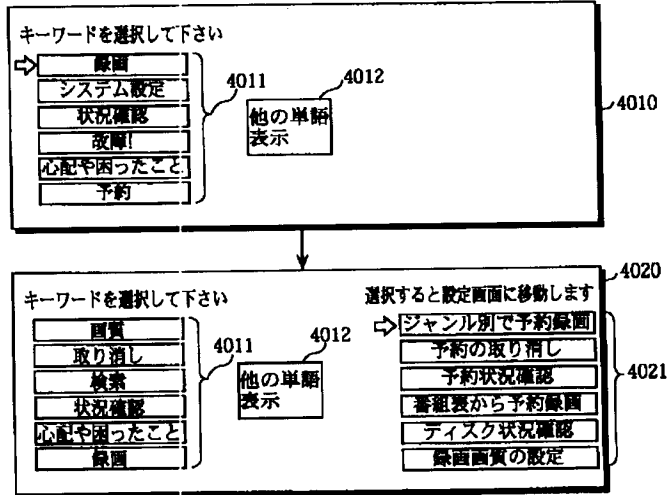 キーワードを選択して下さい
録画
システム設定
状況確認
故障!
心配や困ったこと
予約
4011
他の単語
表示
4012
4010
キーワードを選択して下さい
画質
取り消し
検索
状況確認
心配や困ったこと
録画
4011
他の単語
表示
4012
選択すると設定画面に移動します
ジャンル別で予約録画
予約の取り消し
予約状況確認
番組表から予約録画
ディスク状況確認
録画画質の設定
4020
4021